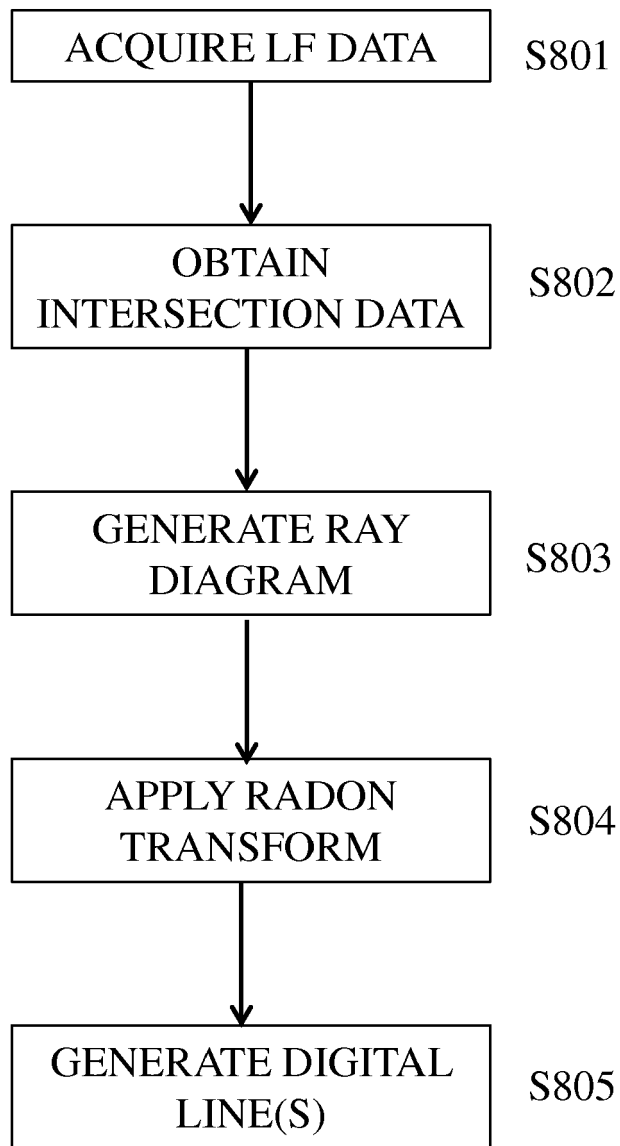 ACQUIRE LF DATA S801
OBTAIN
INTERSECTION DATA S802
GENERATE RAY
DIAGRAM S803
APPLY RADON
TRANSFORM S804
GENERATE DIGITAL
LINE(S) S805